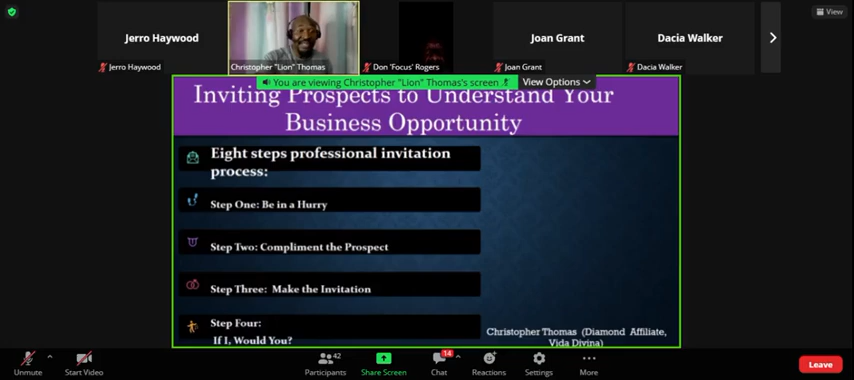 View
Jerro Haywood
Joan Grant
Dacia Walker
Jerro Haywood
Christopher "Lion" Thomas
Don 'Focus' Rogers
Joan Grant
Dacia Walker
You are viewing Christopher "Lion" Thomas's screen
View Options
Inviting Prospects to Understand Your
Business Opportunity
Eight steps professional invitation
process:
Step One: Be in a Hurry
Step Two: Compliment the Prospect
Step Three: Make the Invitation
Step Four:
If I, Would You?
Christopher Thomas (Diamond Affiliate,
Vida Divina)
Unmute
Start Video
42
Participants
Share Screen
14
Chat
Reactions
Settings
More
Leave